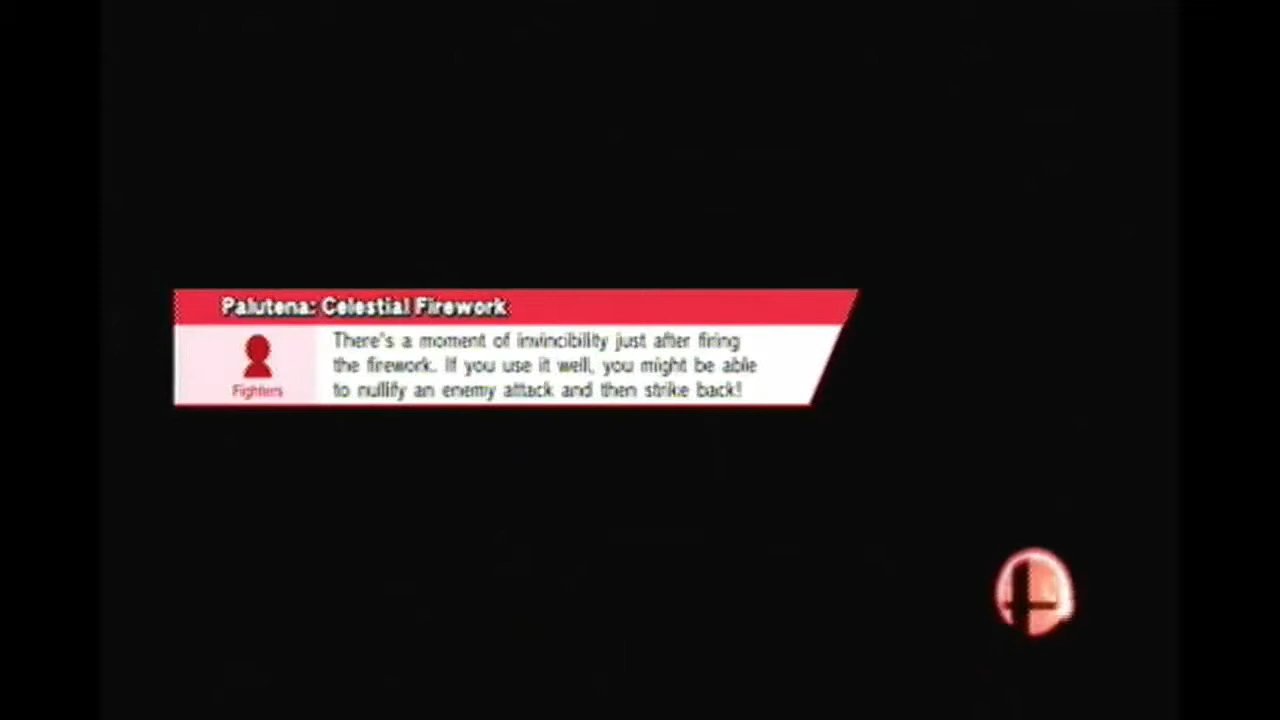 Palutena: Celestial Firework
There's a moment of invincibility just after firing
the firework. If you use it well, you might be able
to nullify an enemy attack and then strike back!
Fighters